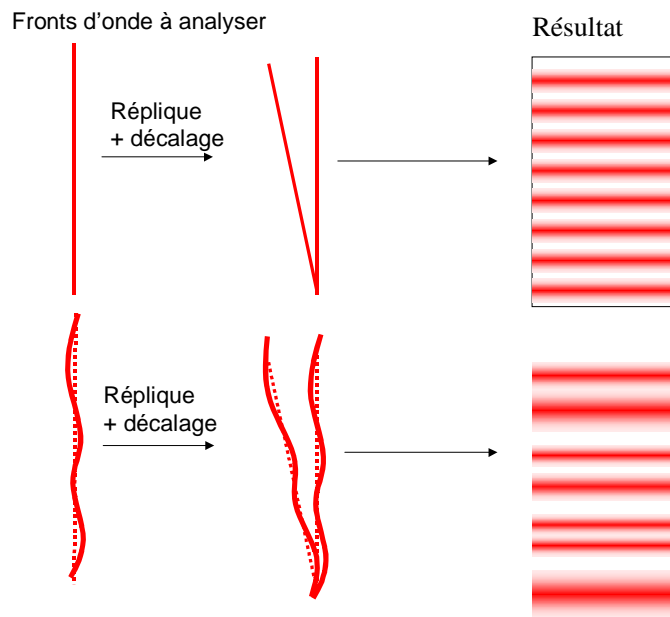 Fronts d'onde à analyser
Résultat
Réplique
+ décalage
Réplique
+ décalage